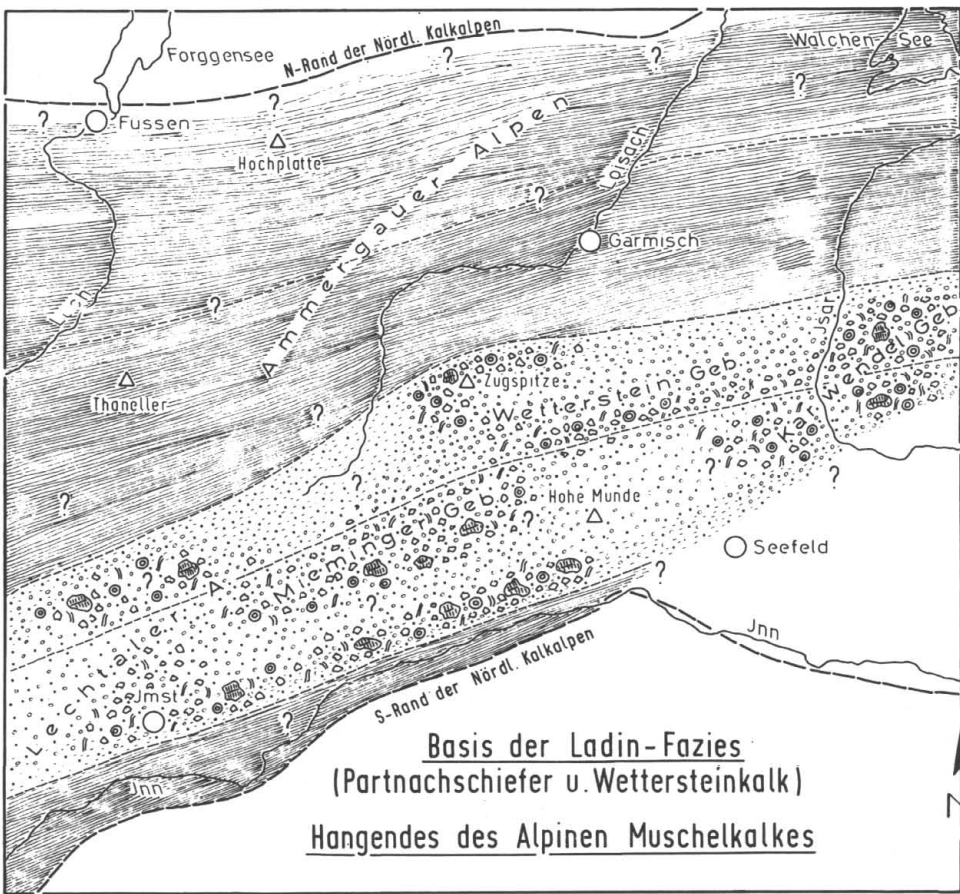 N-Rand der Nördl. Kalkalpen
Forggensee
Walchen-See
?
?
?
?
?
Fussen
Hochplatte
Ammergauer Alpen
Loisach
?
Garmisch
?
Isar
Karwendel Geb
Zugspitze
Wetterstein Geb
Thaneller
?
?
?
?
?
Hohe Munde
?
Mieminger Geb
Seefeld
?
Lechtaler A
?
?
Jmst
Jnn
S-Rand der Nördl. Kalkalpen
?
Jnn
Basis der Ladin-Fazies
(Partnachschiefer u. Wettersteinkalk)
Hangendes des Alpinen Muschelkalkes
N